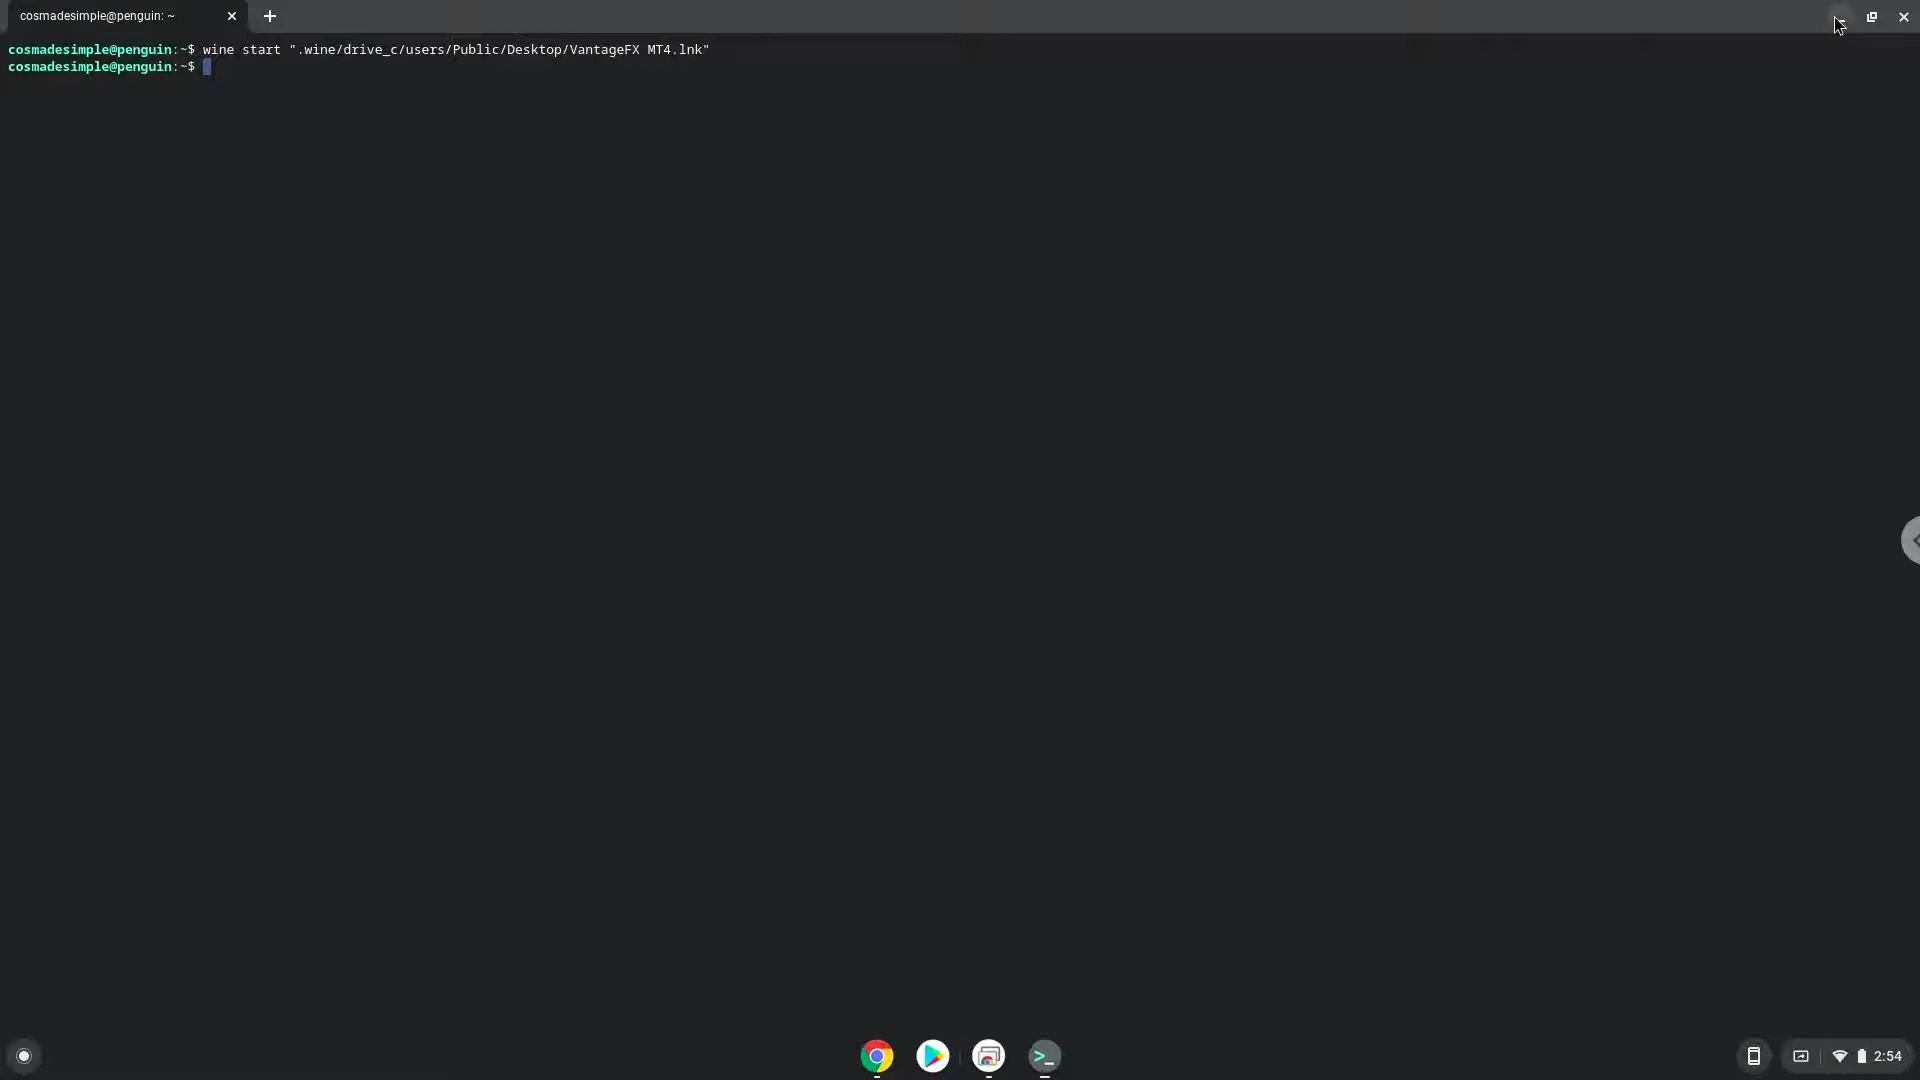 cosmadesimple@penguin: ~
cosmadesimple@penguin:~$ wine start ".wine/drive_c/users/Public/Desktop/VantageFX MT4.lnk"
cosmadesimple@penguin:~$
>_
2:54